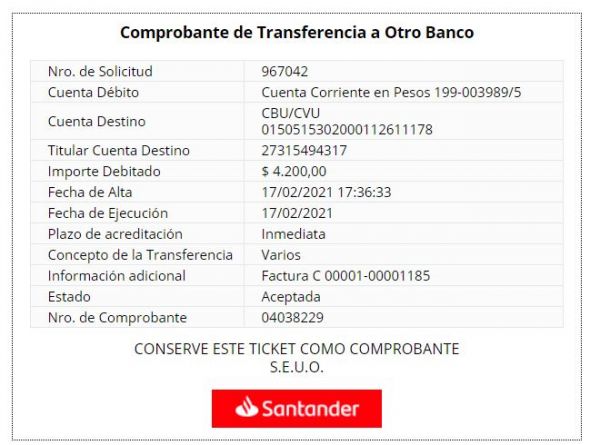 Comprobante de Transferencia a Otro Banco
Nro. de Solicitud 967042
Cuenta Débito Cuenta Corriente en Pesos 199-003989/5
Cuenta Destino CBU/CVU
0150515302000112611178
Titular Cuenta Destino 27315494317
Importe Debitado $ 4.200,00
Fecha de Alta 17/02/2021 17:36:33
Fecha de Ejecución 17/02/2021
Plazo de acreditación Inmediata
Concepto de la Transferencia Varios
Información adicional Factura C 00001-00001185
Estado Aceptada
Nro. de Comprobante 04038229
CONSERVE ESTE TICKET COMO COMPROBANTE
S.E.U.O.
Santander